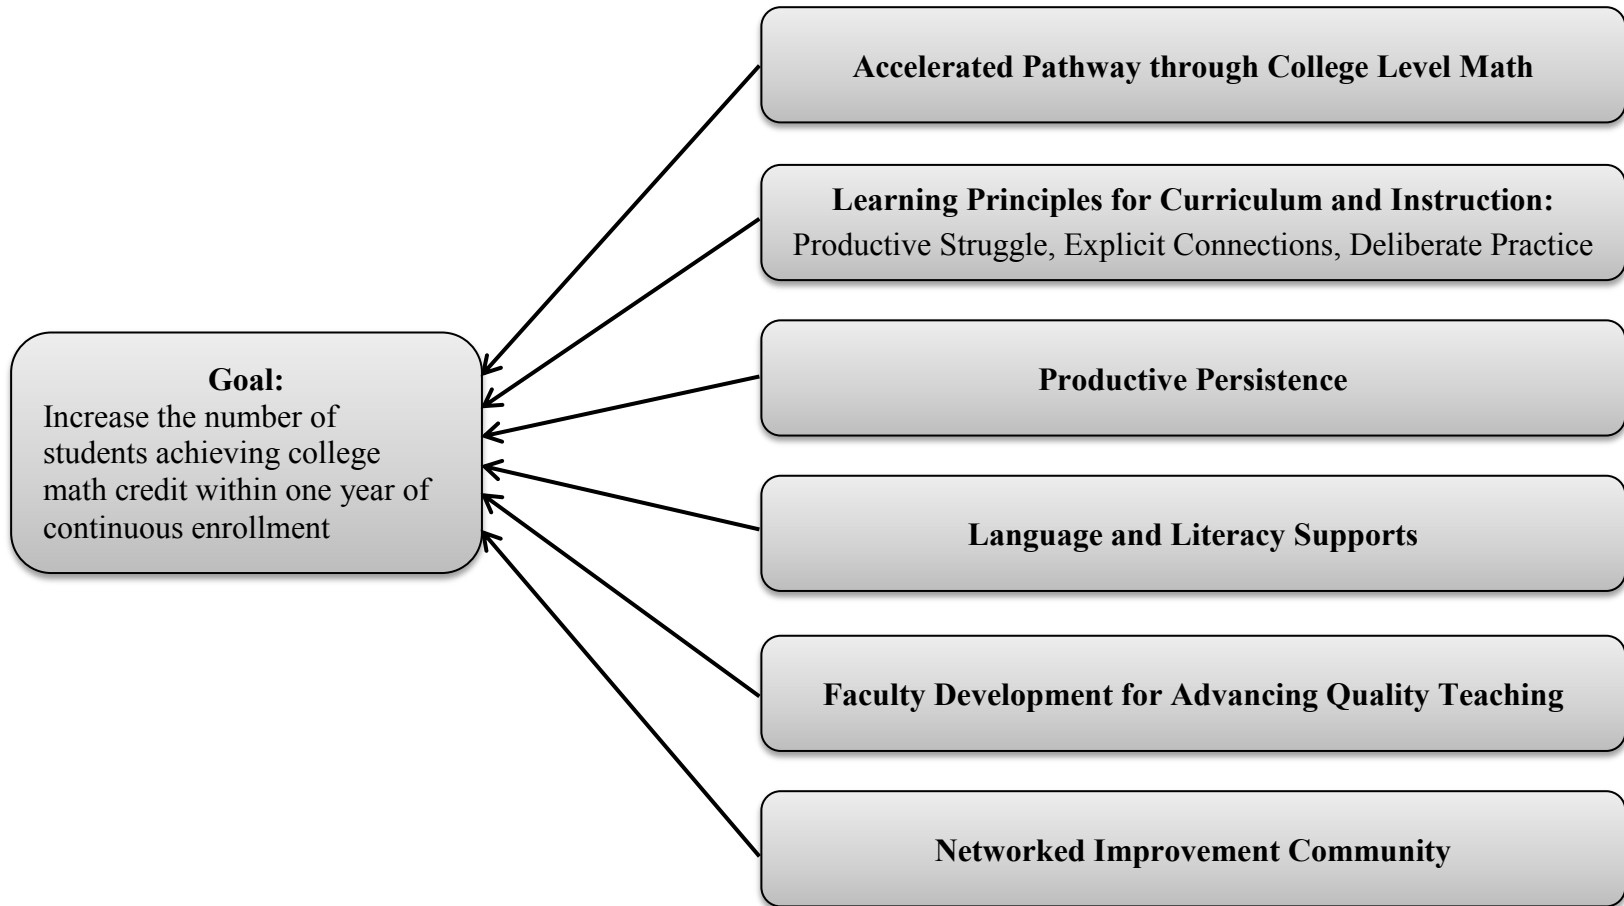 Accelerated Pathway through College Level Math
Learning Principles for Curriculum and Instruction:
Productive Struggle, Explicit Connections, Deliberate Practice
Goal:
Increase the number of
students achieving college
math credit within one year of
continuous enrollment
Productive Persistence
Language and Literacy Supports
Faculty Development for Advancing Quality Teaching
Networked Improvement Community